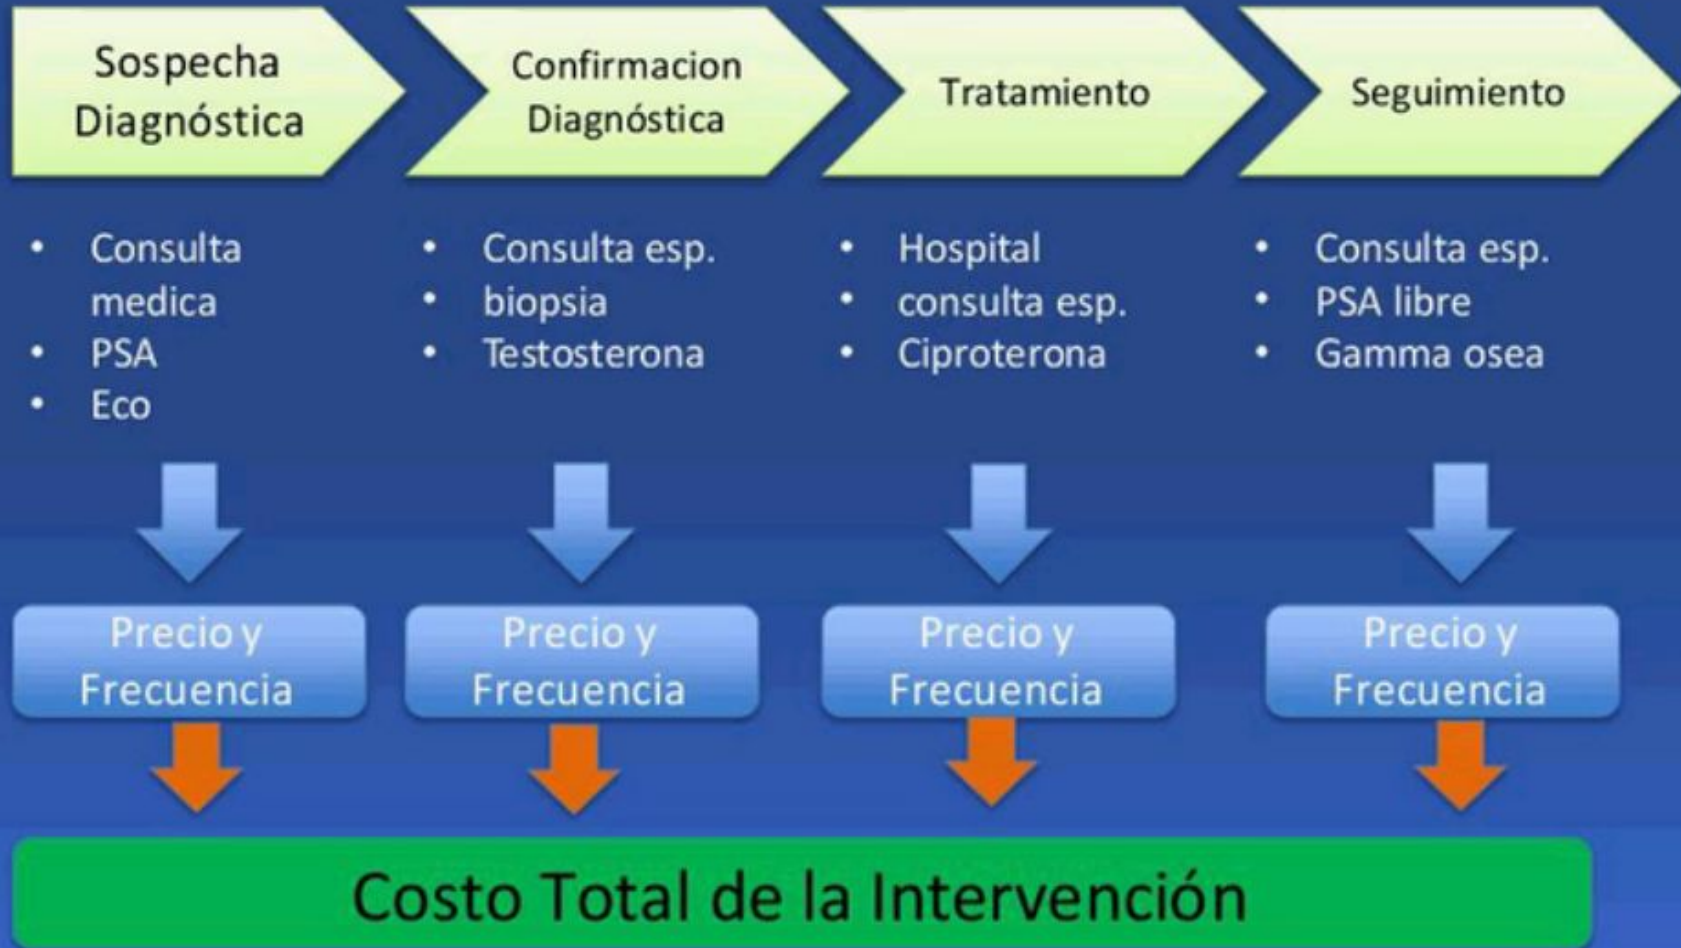 Sospecha
Diagnóstica
Confirmacion
Diagnóstica
Tratamiento
Seguimiento
• Consulta
medica
• PSA
• Eco
• Consulta esp.
• biopsia
• Testosterona
• Hospital
• consulta esp.
• Ciproterona
• Consulta esp.
• PSA libre
• Gamma osea
Precio y
Frecuencia
Precio y
Frecuencia
Precio y
Frecuencia
Precio y
Frecuencia
Costo Total de la Intervención